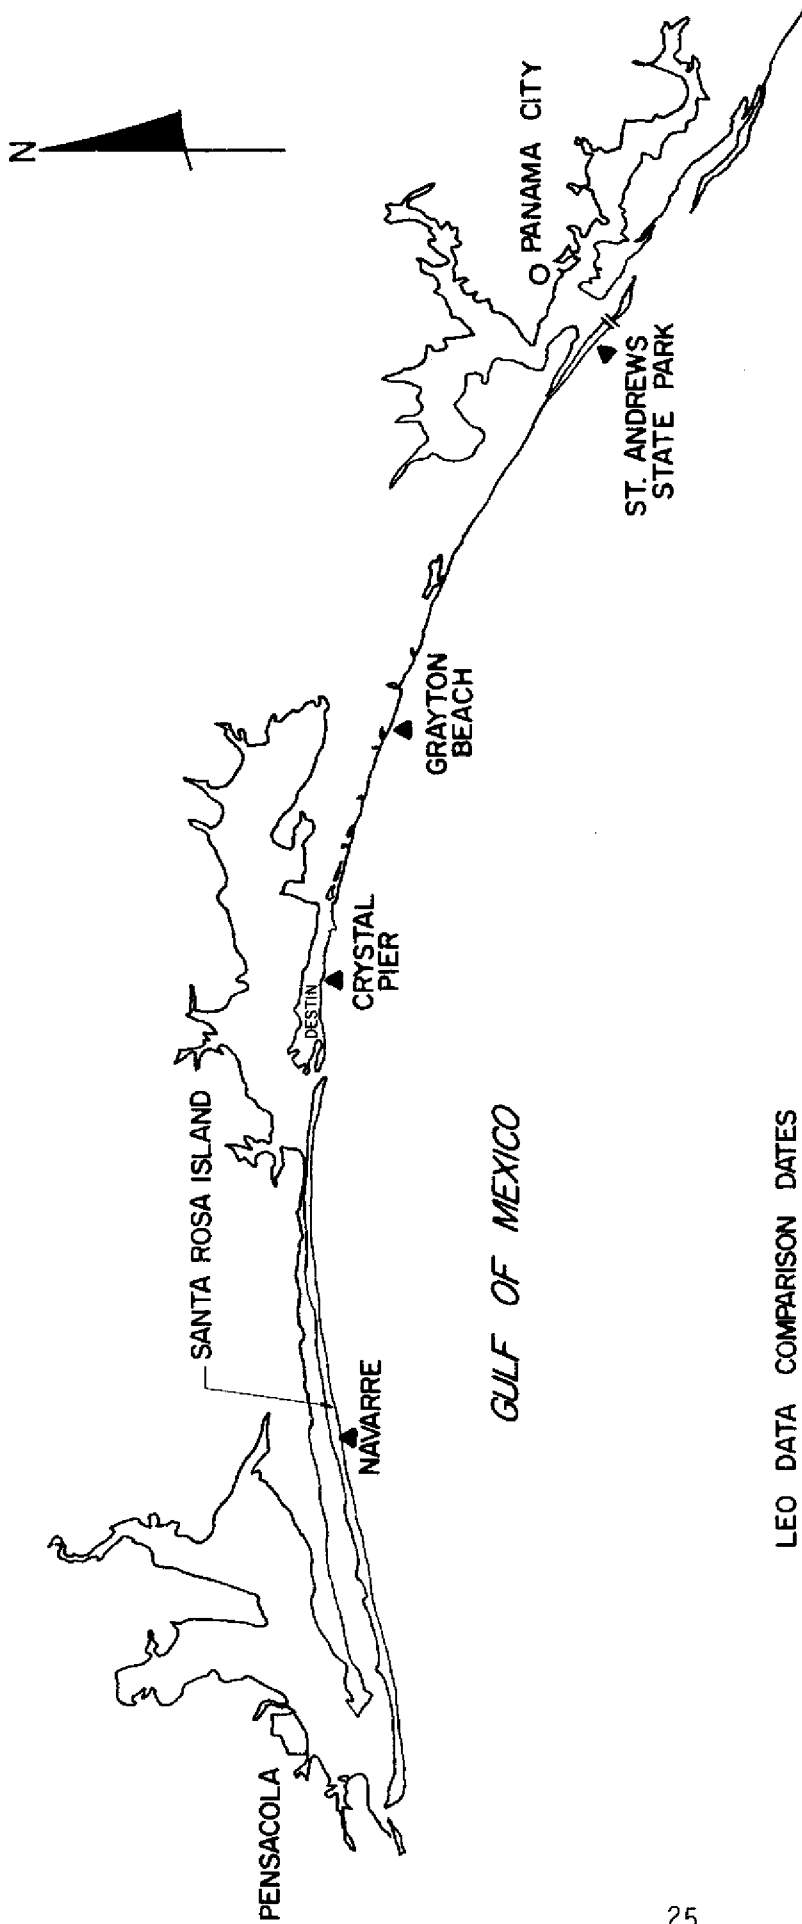 N
PENSACOLA
SANTA ROSA ISLAND
NAVARRE
DESTIN
CRYSTAL
PIER
GRAYTON
BEACH
PANAMA CITY
ST. ANDREWS
STATE PARK
GULF OF MEXICO
LEO DATA COMPARISON DATES
25